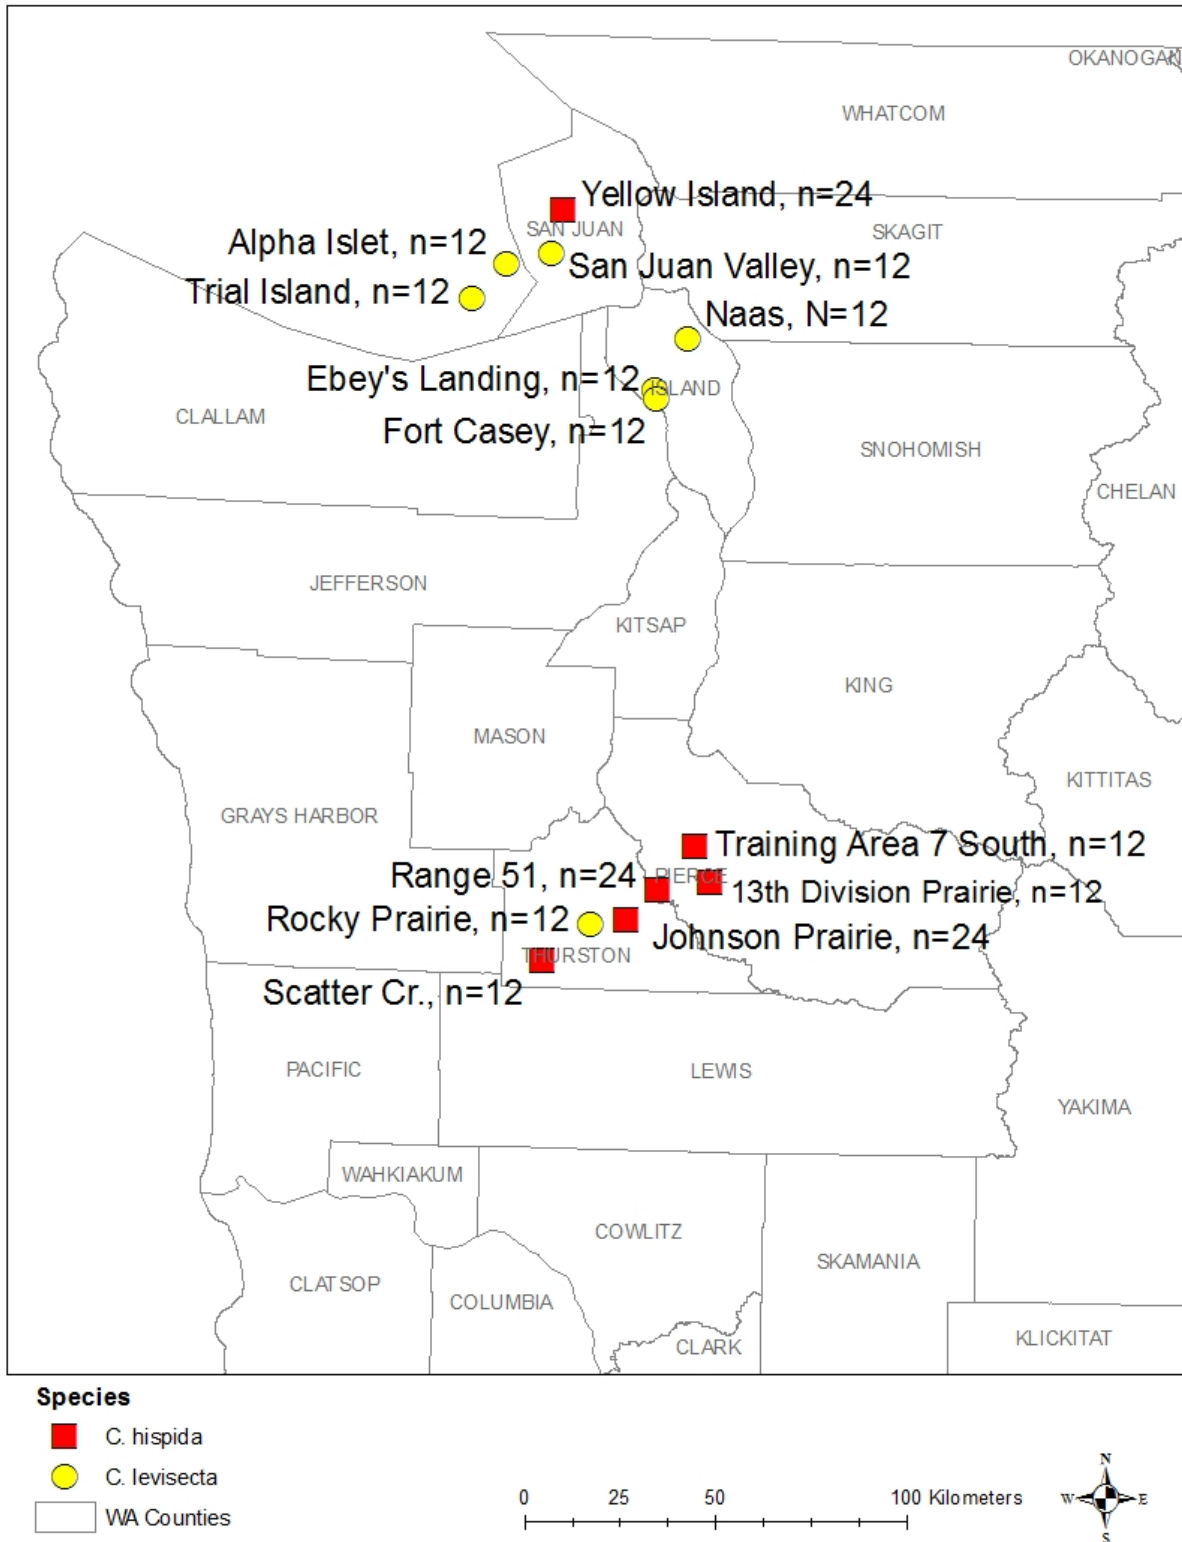 OKANOGAN
WHATCOM
Yellow Island, n=24
SAN JUAN
SKAGIT
Alpha Islet, n=12
San Juan Valley, n=12
Trial Island, n=12
Naas, N=12
Ebey's Landing, n=12
ISLAND
CLALLAM
Fort Casey, n=12
SNOHOMISH
CHELAN
JEFFERSON
KITSAP
KING
MASON
KITTITAS
GRAYS HARBOR
Training Area 7 South, n=12
Range 51, n=24
PIERCE
13th Division Prairie, n=12
Rocky Prairie, n=12
Johnson Prairie, n=24
THURSTON
Scatter Cr., n=12
PACIFIC
LEWIS
YAKIMA
WAHKIAKUM
COWLITZ
SKAMANIA
CLATSOP
COLUMBIA
KLICKITAT
CLARK
Species
C. hispida
C. levisecta
WA Counties
0 25 50 100 Kilometers
N
W E
S